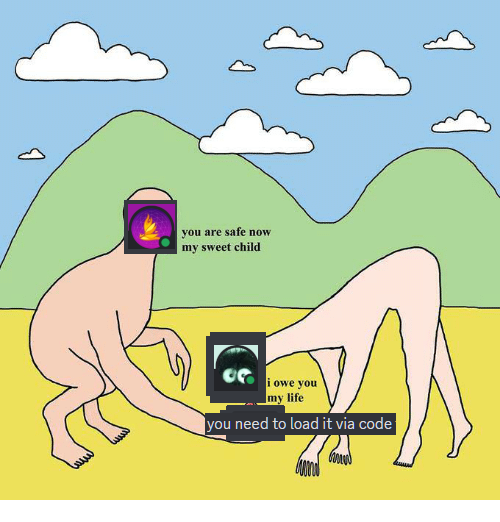 you are safe now
my sweet child
i owe you
my life
you need to load it via code